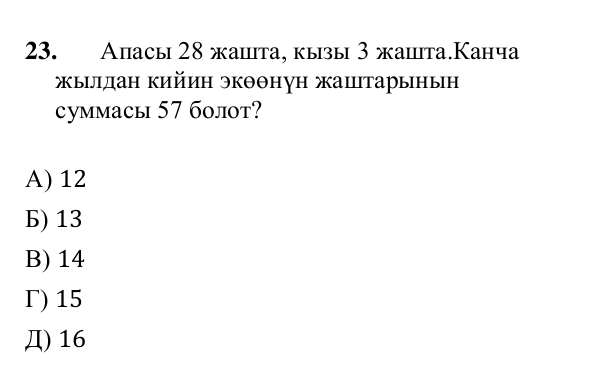 23. Апасы 28 жашта, кызы 3 жашта.Канча
жылдан кийин экөөнүн жаштарынын
суммасы 57 болот?
А) 12
Б) 13
В) 14
Г) 15
Д) 16